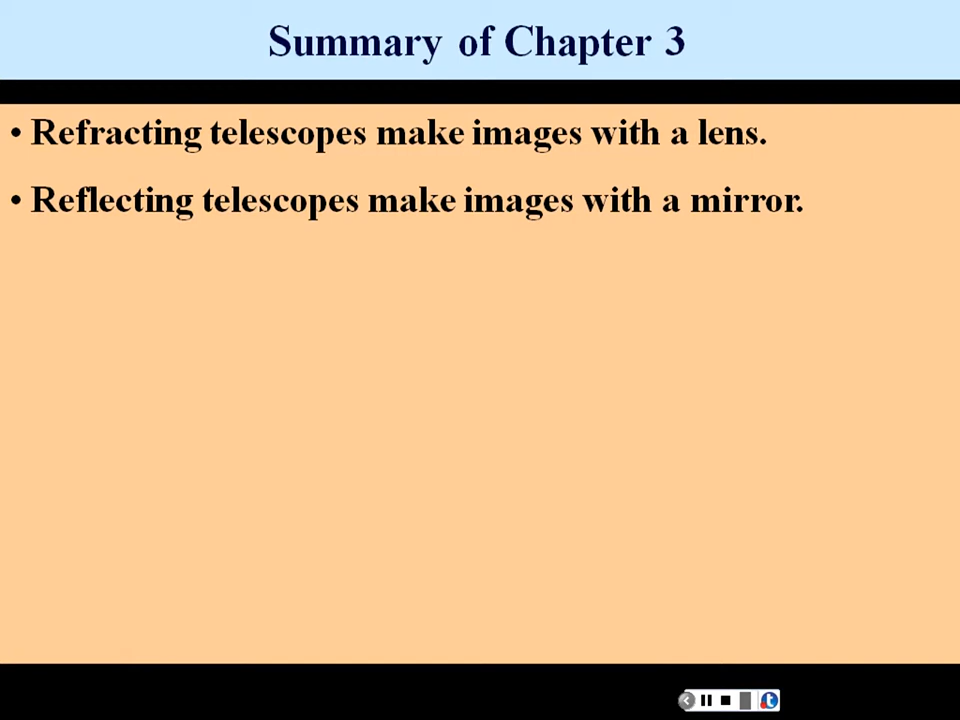 Summary of Chapter 3
• Refracting telescopes make images with a lens.
• Reflecting telescopes make images with a mirror.